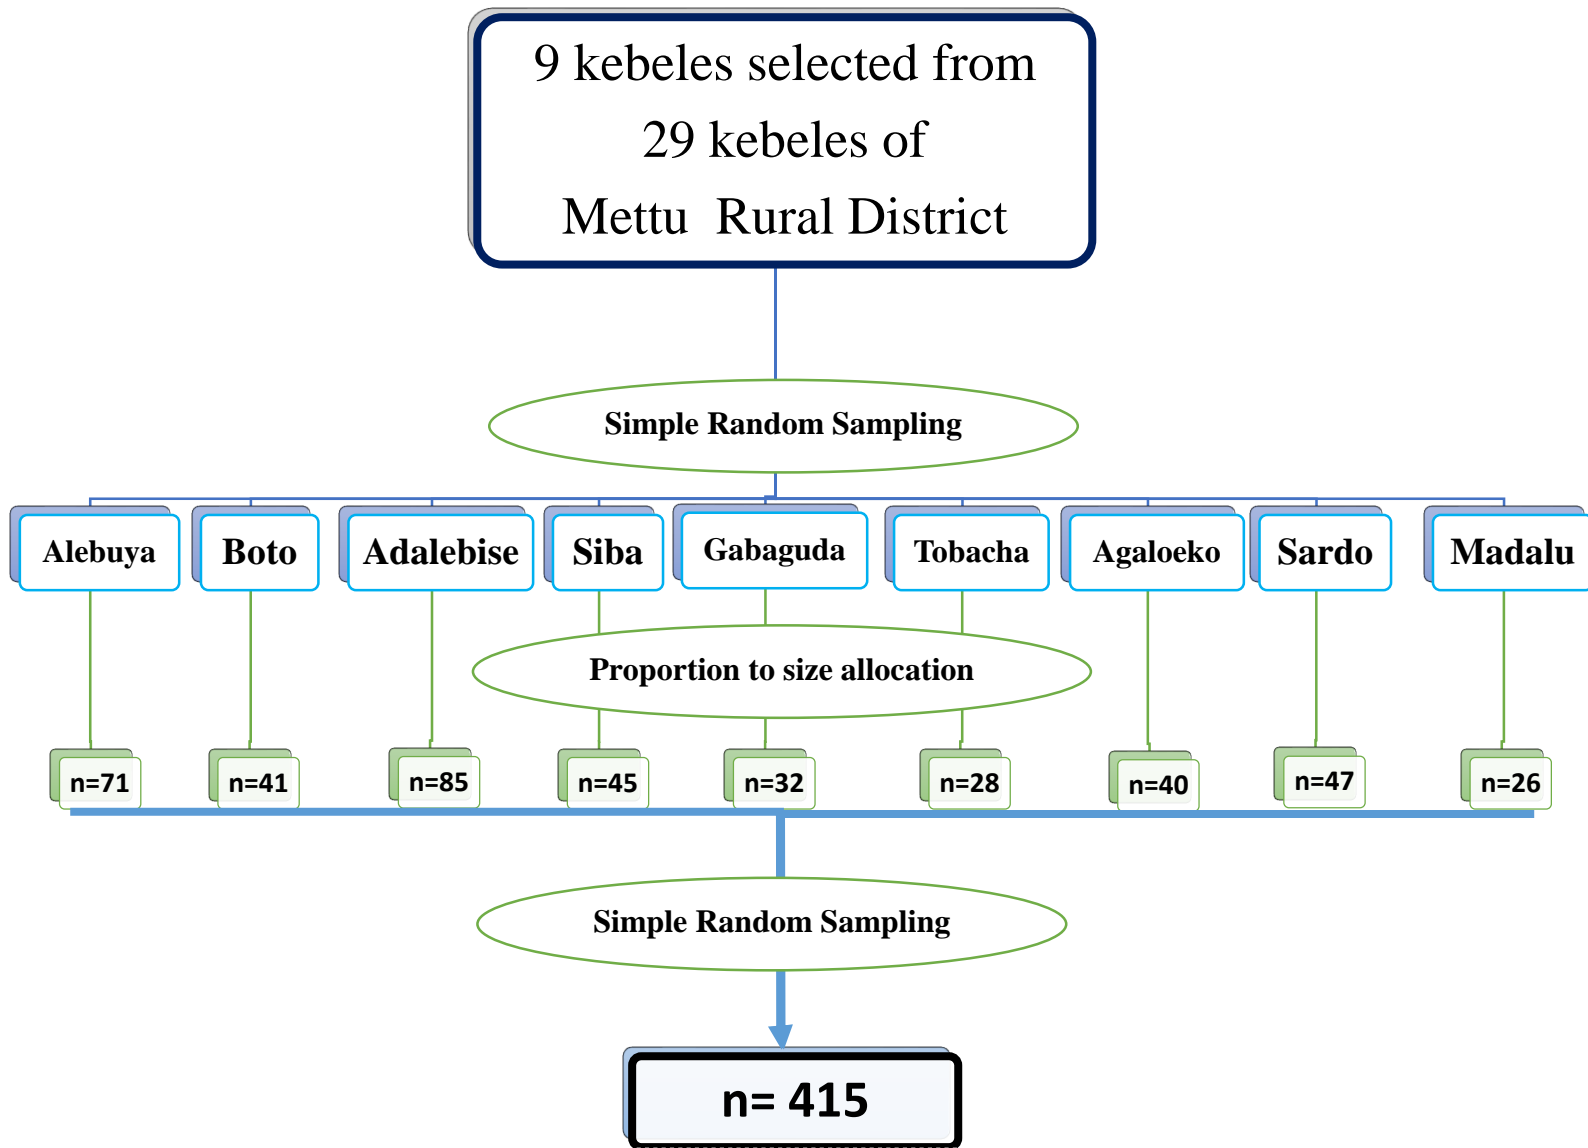 9 kebeles selected from
29 kebeles of
Mettu Rural District
Simple Random Sampling
Alebuya
Boto
Adalebise
Siba
Gabaguda
Tobacha
Agaloeko
Sardo
Madalu
Proportion to size allocation
n=71
n=41
n=85
n=45
n=32
n=28
n=40
n=47
n=26
Simple Random Sampling
n= 415